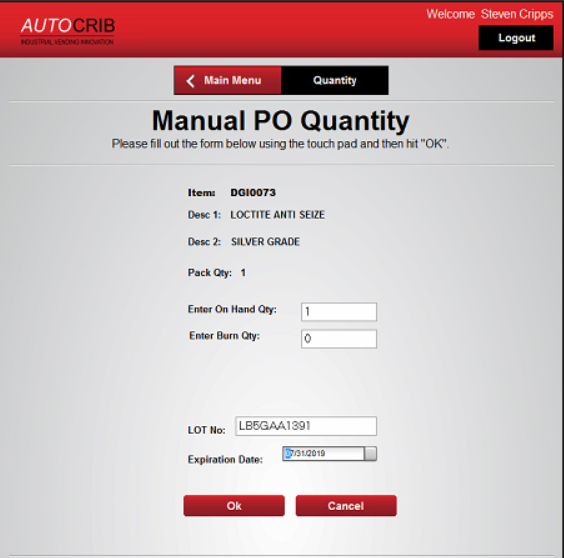 Welcome Steven Cripps
AUTOCRIB
INDUSTRIAL VENDING INNOVATION
Logout
Main Menu
Quantity
Manual PO Quantity
Please fill out the form below using the touch pad and then hit "OK".
Item: DGI0073
Desc 1: LOCTITE ANTI SEIZE
Desc 2: SILVER GRADE
Pack Qty: 1
Enter On Hand Qty: 1
Enter Burn Qty: 0
LOT No: LB5GAA1391
Expiration Date: 07/31/2019
Ok
Cancel